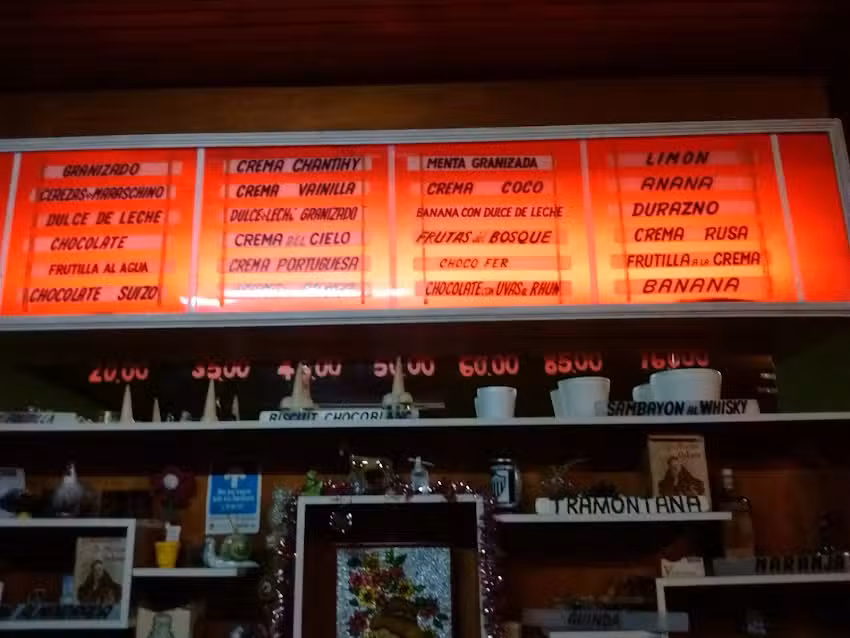 GRANIZADO
CEREZAS AL MARASCHINO
DULCE DE LECHE
CHOCOLATE
FRUTILLA AL AGUA
CHOCOLATE SUIZO
CREMA CHANTIHY
CREMA VAINILLA
DULCE DE LECHE GRANIZADO
CREMA DEL CIELO
CREMA PORTUGUESA
MENTA GRANIZADA
CREMA COCO
BANANA CON DULCE DE LECHE
FRUTAS DEL BOSQUE
CHOCO FER
CHOCOLATE CON UVAS AL RHUM
LIMON
ANANA
DURAZNO
CREMA RUSA
FRUTILLA A LA CREMA
BANANA
20,00 35,00 50,00 60,00 85,00 160,00
BISCUIT CHOCOBLANC
SAMBAYON AL WHISKY
TRAMONTANA
NARANJA
GUINDA